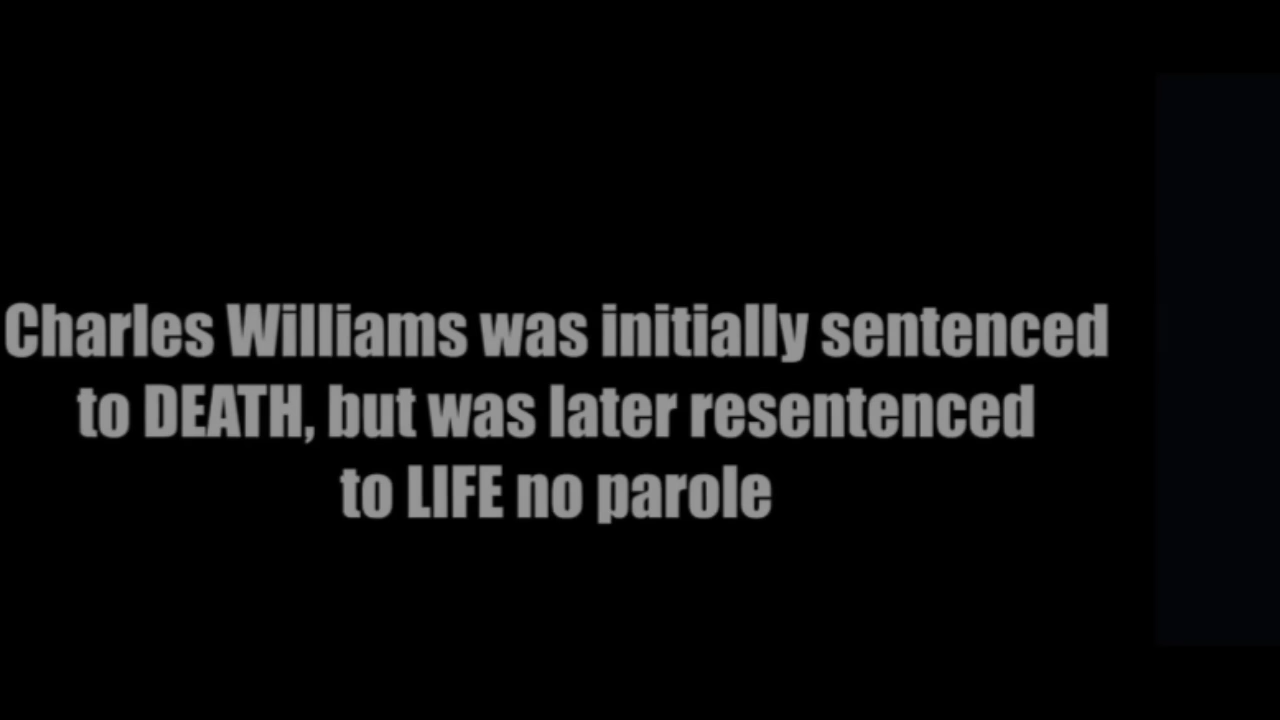 Charles Williams was initially sentenced
to DEATH, but was later resentenced
to LIFE no parole